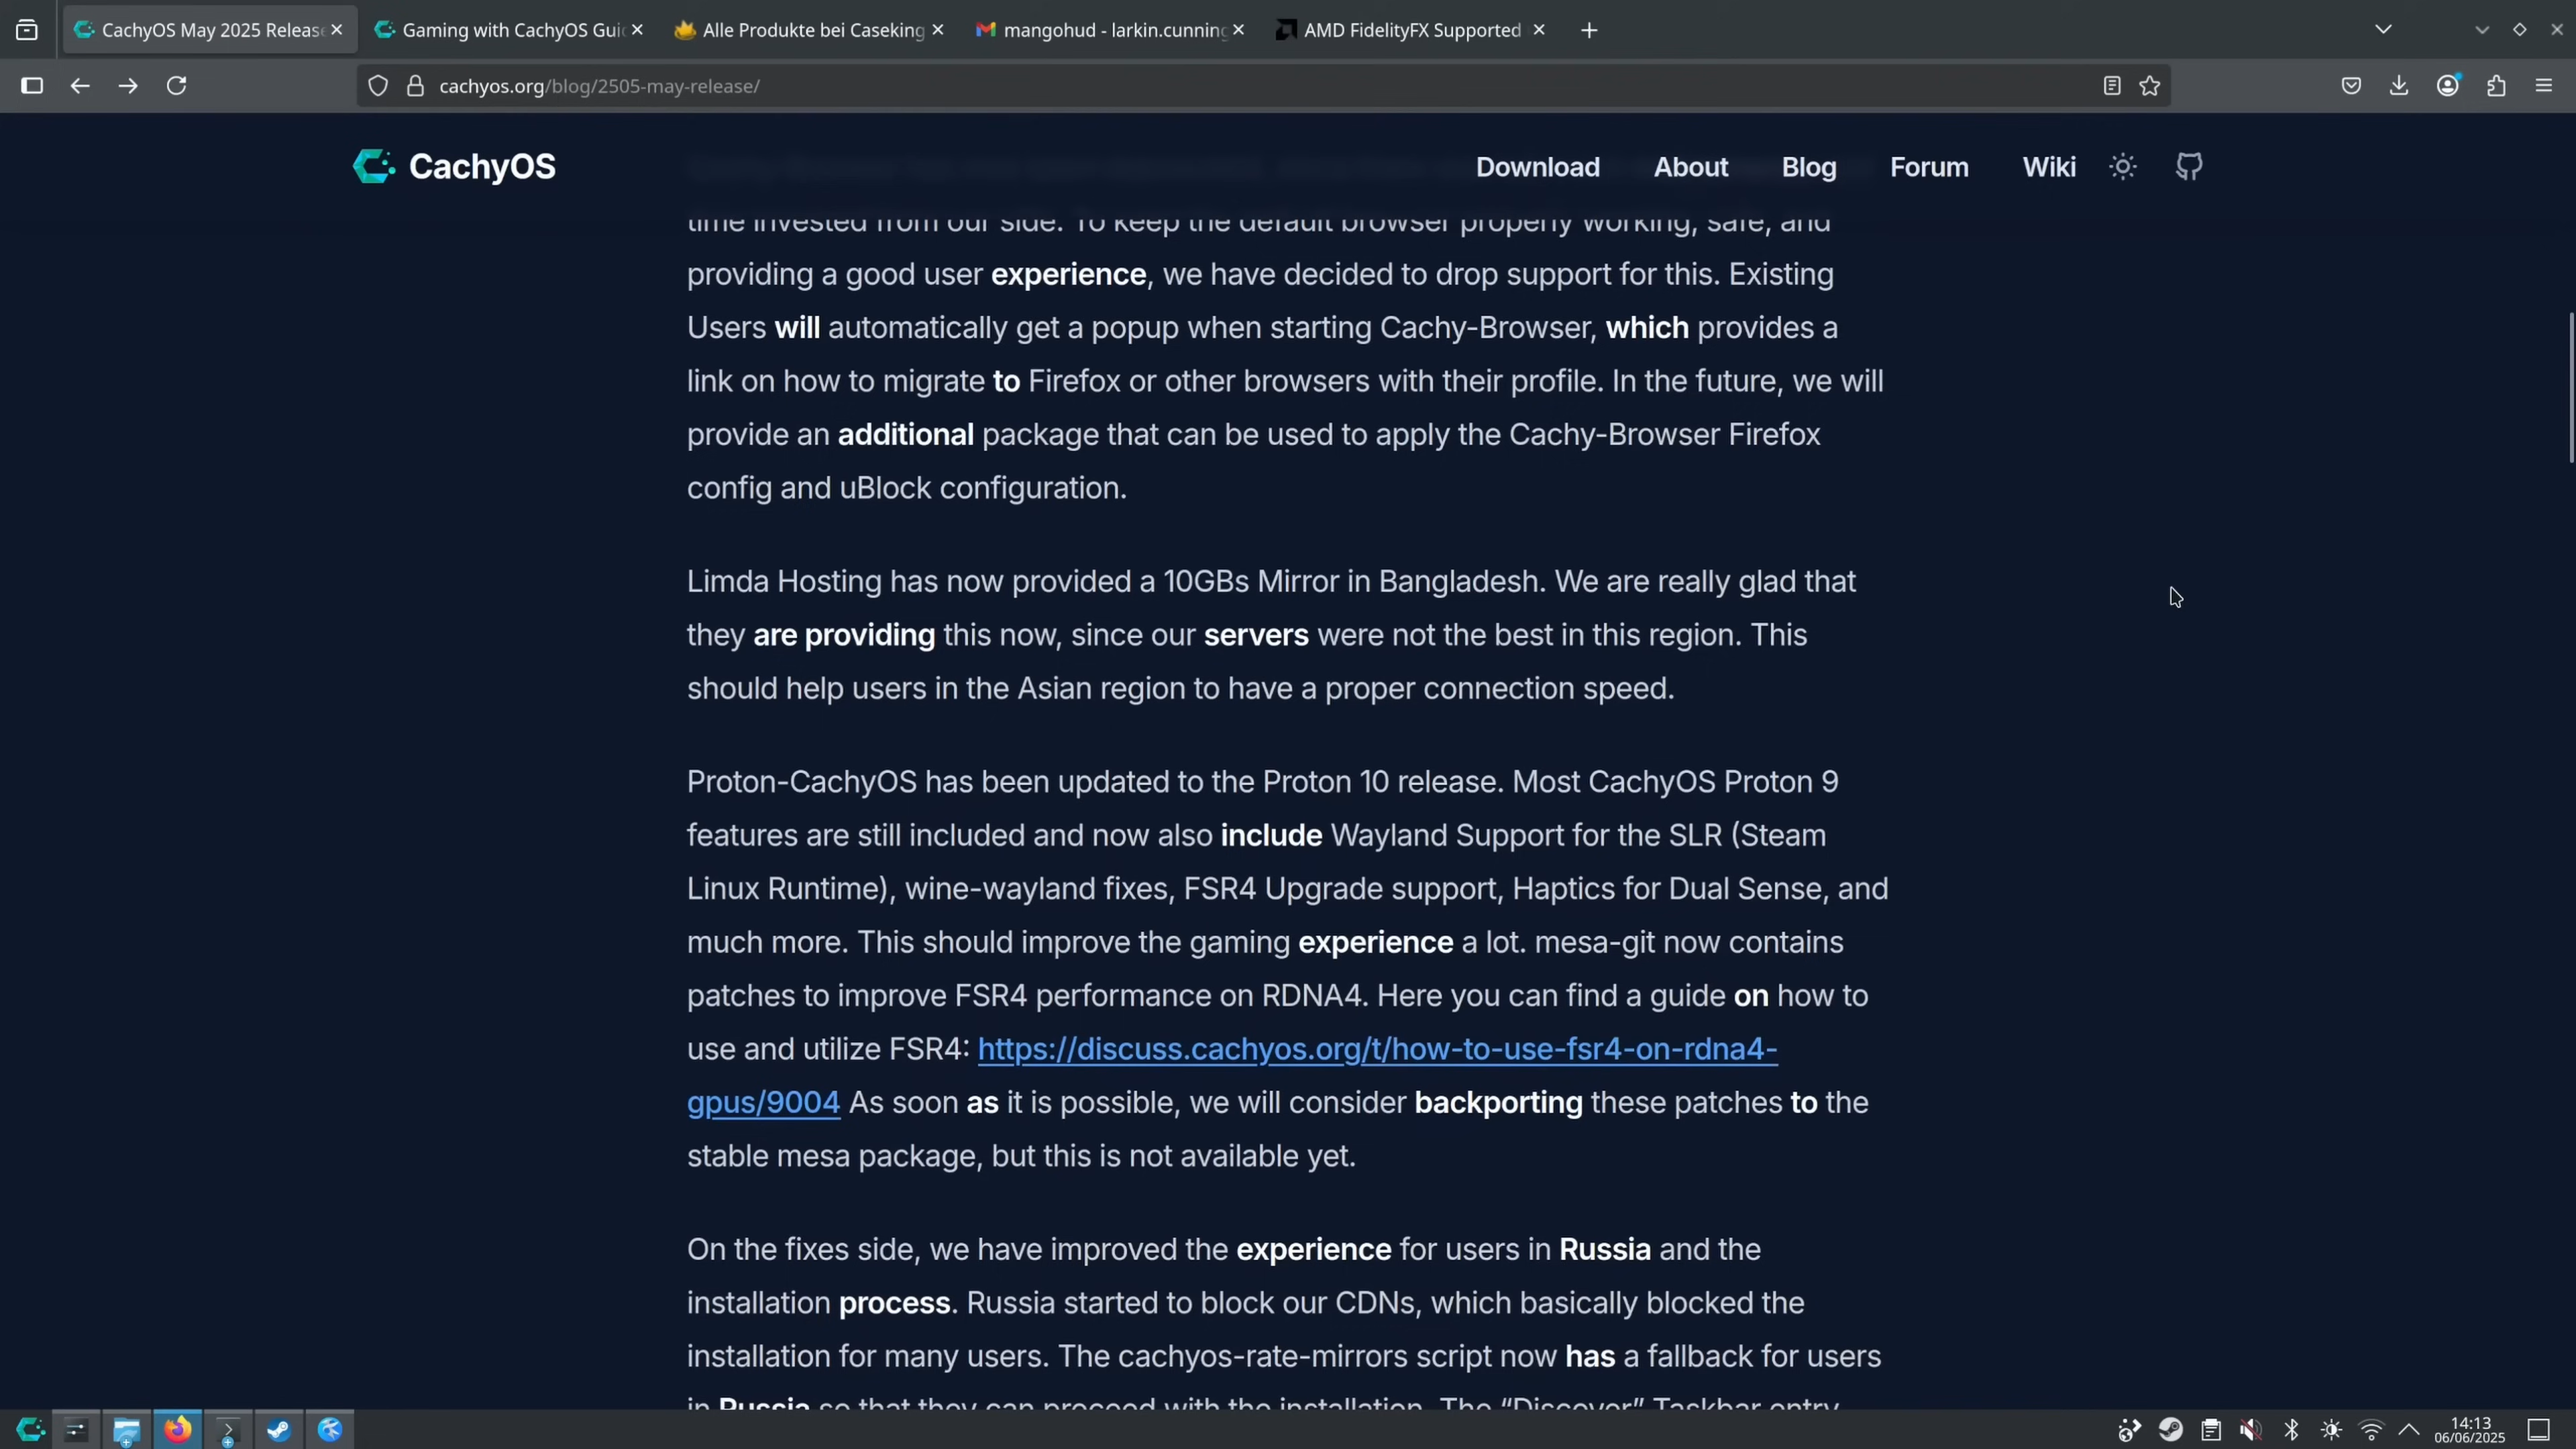 CachyOS May 2025 Release
Gaming with CachyOS Guid
Alle Produkte bei Caseking
mangohud - larkin.cunning
AMD FidelityFX Supported
cachyos.org/blog/2505-may-release/
CachyOS
Download
About
Blog
Forum
Wiki
time invested from our side. To keep the default browser properly working, safe, and
providing a good user experience, we have decided to drop support for this. Existing
Users will automatically get a popup when starting Cachy-Browser, which provides a
link on how to migrate to Firefox or other browsers with their profile. In the future, we will
provide an additional package that can be used to apply the Cachy-Browser Firefox
config and uBlock configuration.
Limda Hosting has now provided a 10GBs Mirror in Bangladesh. We are really glad that
they are providing this now, since our servers were not the best in this region. This
should help users in the Asian region to have a proper connection speed.
Proton-CachyOS has been updated to the Proton 10 release. Most CachyOS Proton 9
features are still included and now also include Wayland Support for the SLR (Steam
Linux Runtime), wine-wayland fixes, FSR4 Upgrade support, Haptics for Dual Sense, and
much more. This should improve the gaming experience a lot. mesa-git now contains
patches to improve FSR4 performance on RDNA4. Here you can find a guide on how to
use and utilize FSR4: https://discuss.cachyos.org/t/how-to-use-fsr4-on-rdna4-
gpus/9004 As soon as it is possible, we will consider backporting these patches to the
stable mesa package, but this is not available yet.
On the fixes side, we have improved the experience for users in Russia and the
installation process. Russia started to block our CDNs, which basically blocked the
installation for many users. The cachyos-rate-mirrors script now has a fallback for users
in Russia so that they can proceed with the installation. The “Discover” Taskbar entry
14:13
06/06/2025